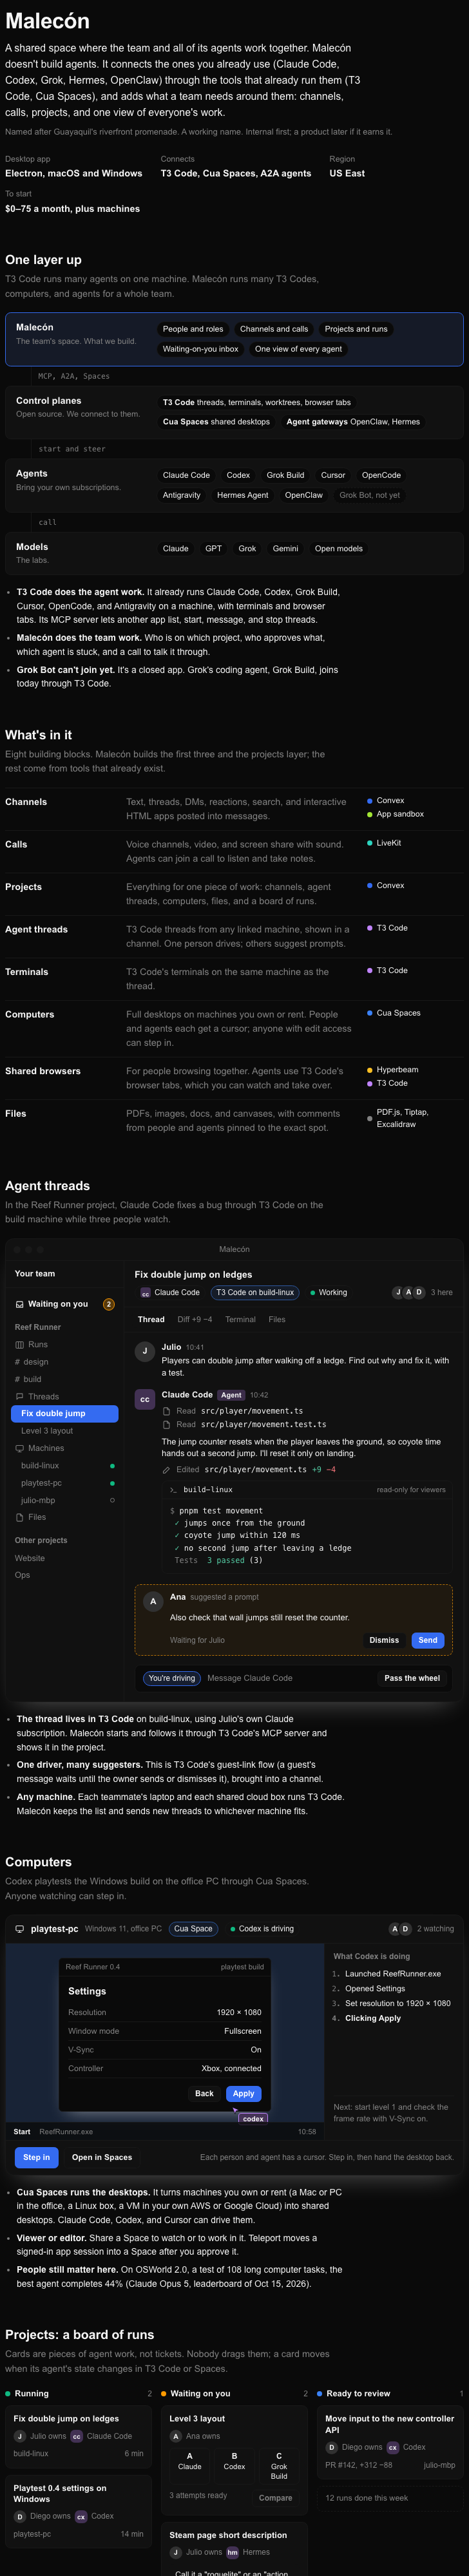 Malecón
A shared space where the team and all of its agents work together. Malecón
doesn't build agents. It connects the ones you already use (Claude Code,
Codex, Grok, Hermes, OpenClaw) through the tools that already run them (T3
Code, Cua Spaces), and adds what a team needs around them: channels,
calls, projects, and one view of everyone's work.
Named after Guayaquil's riverfront promenade. A working name. Internal first; a product later if it earns it.
Desktop app
Electron, macOS and Windows
Connects
T3 Code, Cua Spaces, A2A agents
Region
US East
To start
$0–75 a month, plus machines
One layer up
T3 Code runs many agents on one machine. Malecón runs many T3 Codes,
computers, and agents for a whole team.
Malecón
The team's space. What we build.
People and roles
Channels and calls
Projects and runs
Waiting-on-you inbox
One view of every agent
MCP, A2A, Spaces
Control planes
Open source. We connect to them.
T3 Code threads, terminals, worktrees, browser tabs
Cua Spaces shared desktops
Agent gateways OpenClaw, Hermes
start and steer
Agents
Bring your own subscriptions.
Claude Code
Codex
Grok Build
Cursor
OpenCode
Antigravity
Hermes Agent
OpenClaw
Grok Bot, not yet
call
Models
The labs.
Claude
GPT
Grok
Gemini
Open models
• T3 Code does the agent work. It already runs Claude Code, Codex, Grok Build,
Cursor, OpenCode, and Antigravity on a machine, with terminals and browser
tabs. Its MCP server lets another app list, start, message, and stop threads.
• Malecón does the team work. Who is on which project, who approves what,
which agent is stuck, and a call to talk it through.
• Grok Bot can't join yet. It's a closed app. Grok's coding agent, Grok Build, joins
today through T3 Code.
What's in it
Eight building blocks. Malecón builds the first three and the projects layer; the
rest come from tools that already exist.
Channels
Text, threads, DMs, reactions, search, and interactive
HTML apps posted into messages.
Convex
App sandbox
Calls
Voice channels, video, and screen share with sound.
Agents can join a call to listen and take notes.
LiveKit
Projects
Everything for one piece of work: channels, agent
threads, computers, files, and a board of runs.
Convex
Agent threads
T3 Code threads from any linked machine, shown in a
channel. One person drives; others suggest prompts.
T3 Code
Terminals
T3 Code's terminals on the same machine as the
thread.
T3 Code
Computers
Full desktops on machines you own or rent. People
and agents each get a cursor; anyone with edit access
can step in.
Cua Spaces
Shared browsers
For people browsing together. Agents use T3 Code's
browser tabs, which you can watch and take over.
Hyperbeam
T3 Code
Files
PDFs, images, docs, and canvases, with comments
from people and agents pinned to the exact spot.
PDF.js, Tiptap,
Excalidraw
Agent threads
In the Reef Runner project, Claude Code fixes a bug through T3 Code on the
build machine while three people watch.
Malecón
Your team
Waiting on you 2
Reef Runner
Runs
# design
# build
Threads
Fix double jump
Level 3 layout
Machines
build-linux
playtest-pc
julio-mbp
Files
Other projects
Website
Ops
Fix double jump on ledges
cc Claude Code
T3 Code on build-linux
Working
J A D 3 here
Thread
Diff +9 −4
Terminal
Files
J
Julio 10:41
Players can double jump after walking off a ledge. Find out why and fix it, with
a test.
cc
Claude Code Agent 10:42
Read src/player/movement.ts
Read src/player/movement.test.ts
The jump counter resets when the player leaves the ground, so coyote time
hands out a second jump. I'll reset it only on landing.
Edited src/player/movement.ts +9 −4
build-linux
read-only for viewers
$ pnpm test movement
✓ jumps once from the ground
✓ coyote jump within 120 ms
✓ no second jump after leaving a ledge
Tests 3 passed (3)
A
Ana suggested a prompt
Also check that wall jumps still reset the counter.
Waiting for Julio
Dismiss
Send
You're driving
Message Claude Code
Pass the wheel
• The thread lives in T3 Code on build-linux, using Julio's own Claude
subscription. Malecón starts and follows it through T3 Code's MCP server and
shows it in the project.
• One driver, many suggesters. This is T3 Code's guest-link flow (a guest's
message waits until the owner sends or dismisses it), brought into a channel.
• Any machine. Each teammate's laptop and each shared cloud box runs T3 Code.
Malecón keeps the list and sends new threads to whichever machine fits.
Computers
Codex playtests the Windows build on the office PC through Cua Spaces.
Anyone watching can step in.
playtest-pc
Windows 11, office PC
Cua Space
Codex is driving
A D 2 watching
Reef Runner 0.4
playtest build
Settings
Resolution 1920 × 1080
Window mode Fullscreen
V-Sync On
Controller Xbox, connected
Back
Apply
codex
Start
ReefRunner.exe
10:58
What Codex is doing
1. Launched ReefRunner.exe
2. Opened Settings
3. Set resolution to 1920 × 1080
4. Clicking Apply
Next: start level 1 and check the
frame rate with V-Sync on.
Step in
Open in Spaces
Each person and agent has a cursor. Step in, then hand the desktop back.
• Cua Spaces runs the desktops. It turns machines you own or rent (a Mac or PC
in the office, a Linux box, a VM in your own AWS or Google Cloud) into shared
desktops. Claude Code, Codex, and Cursor can drive them.
• Viewer or editor. Share a Space to watch or to work in it. Teleport moves a
signed-in app session into a Space after you approve it.
• People still matter here. On OSWorld 2.0, a test of 108 long computer tasks, the
best agent completes 44% (Claude Opus 5, leaderboard of Oct 15, 2026).
Projects: a board of runs
Cards are pieces of agent work, not tickets. Nobody drags them; a card moves
when its agent's state changes in T3 Code or Spaces.
Running 2
Fix double jump on ledges
J Julio owns cc Claude Code
build-linux 6 min
Playtest 0.4 settings on
Windows
D Diego owns cx Codex
playtest-pc 14 min
Waiting on you 2
Level 3 layout
A Ana owns
A
Claude
B
Codex
C
Grok
Build
3 attempts ready
Compare
Steam page short description
J Julio owns hm Hermes
Call it a "roguelite" or an "action
Ready to review 1
Move input to the new controller
API
D Diego owns cx Codex
PR #142, +312 −88 julio-mbp
12 runs done this week